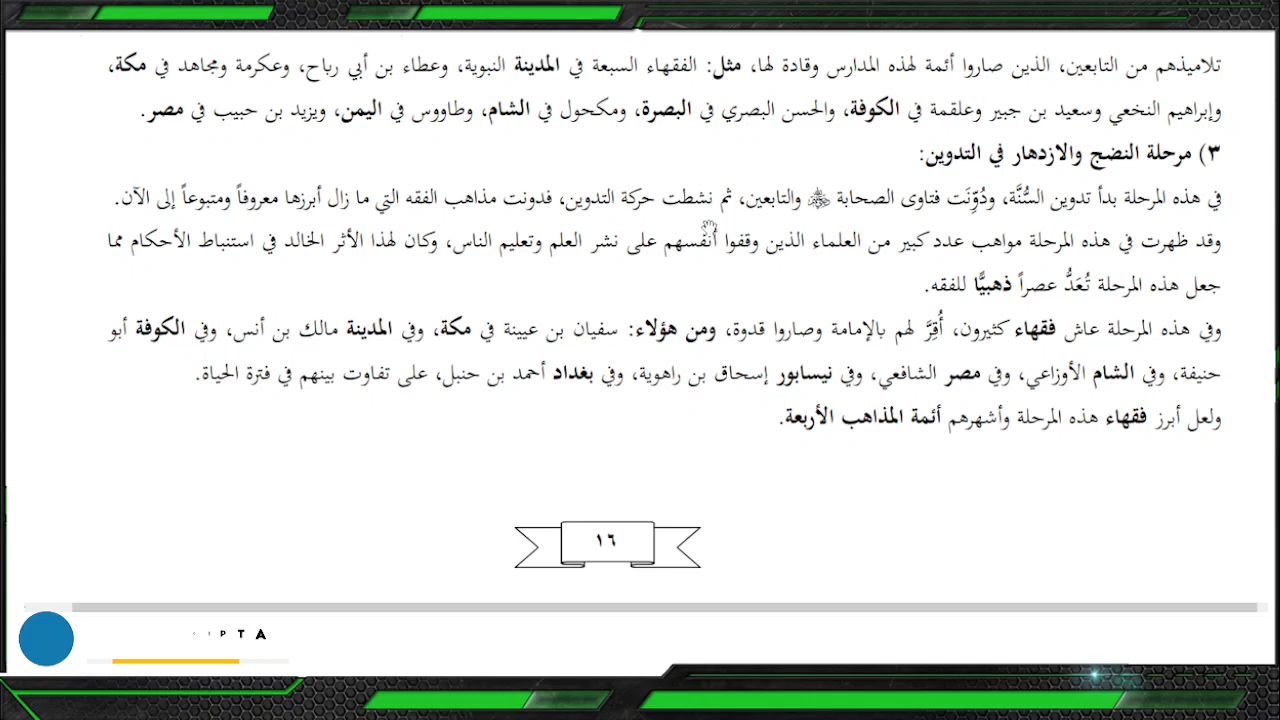 تلاميذهم من التابعين، الذين صاروا أئمة لهذه المدارس وقادة لها، مثل: الفقهاء السبعة في المدينة النبوية، وعطاء بن أبي رباح، وعكرمة ومجاهد في مكة،
وإبراهيم النخعي وسعيد بن جبير وعلقمة في الكوفة، والحسن البصري في البصرة، ومكحول في الشام، وطاووس في اليمن، ويزيد بن حبيب في مصر.
٣) مرحلة النضج والازدهار في التدوين:
في هذه المرحلة بدأ تدوين السُّنَّة، ودُوِّنَت فتاوى الصحابة ﷺ والتابعين، ثم نشطت حركة التدوين، فدونت مذاهب الفقه التي ما زال أبرزها معروفاً ومتبوعاً إلى الآن.
وقد ظهرت في هذه المرحلة مواهب عدد كبير من العلماء الذين وقفوا أنفسهم على نشر العلم وتعليم الناس، وكان لهذا الأثر الخالد في استنباط الأحكام مما
جعل هذه المرحلة تُعَدُّ عصراً ذهبيًّا للفقه.
وفي هذه المرحلة عاش فقهاء كثيرون، أُقِرَّ لهم بالإمامة وصاروا قدوة، ومن هؤلاء: سفيان بن عيينة في مكة، وفي المدينة مالك بن أنس، وفي الكوفة أبو
حنيفة، وفي الشام الأوزاعي، وفي مصر الشافعي، وفي نيسابور إسحاق بن راهوية، وفي بغداد أحمد بن حنبل، على تفاوت بينهم في فترة الحياة.
ولعل أبرز فقهاء هذه المرحلة وأشهرهم أئمة المذاهب الأربعة.
١٦
P T A